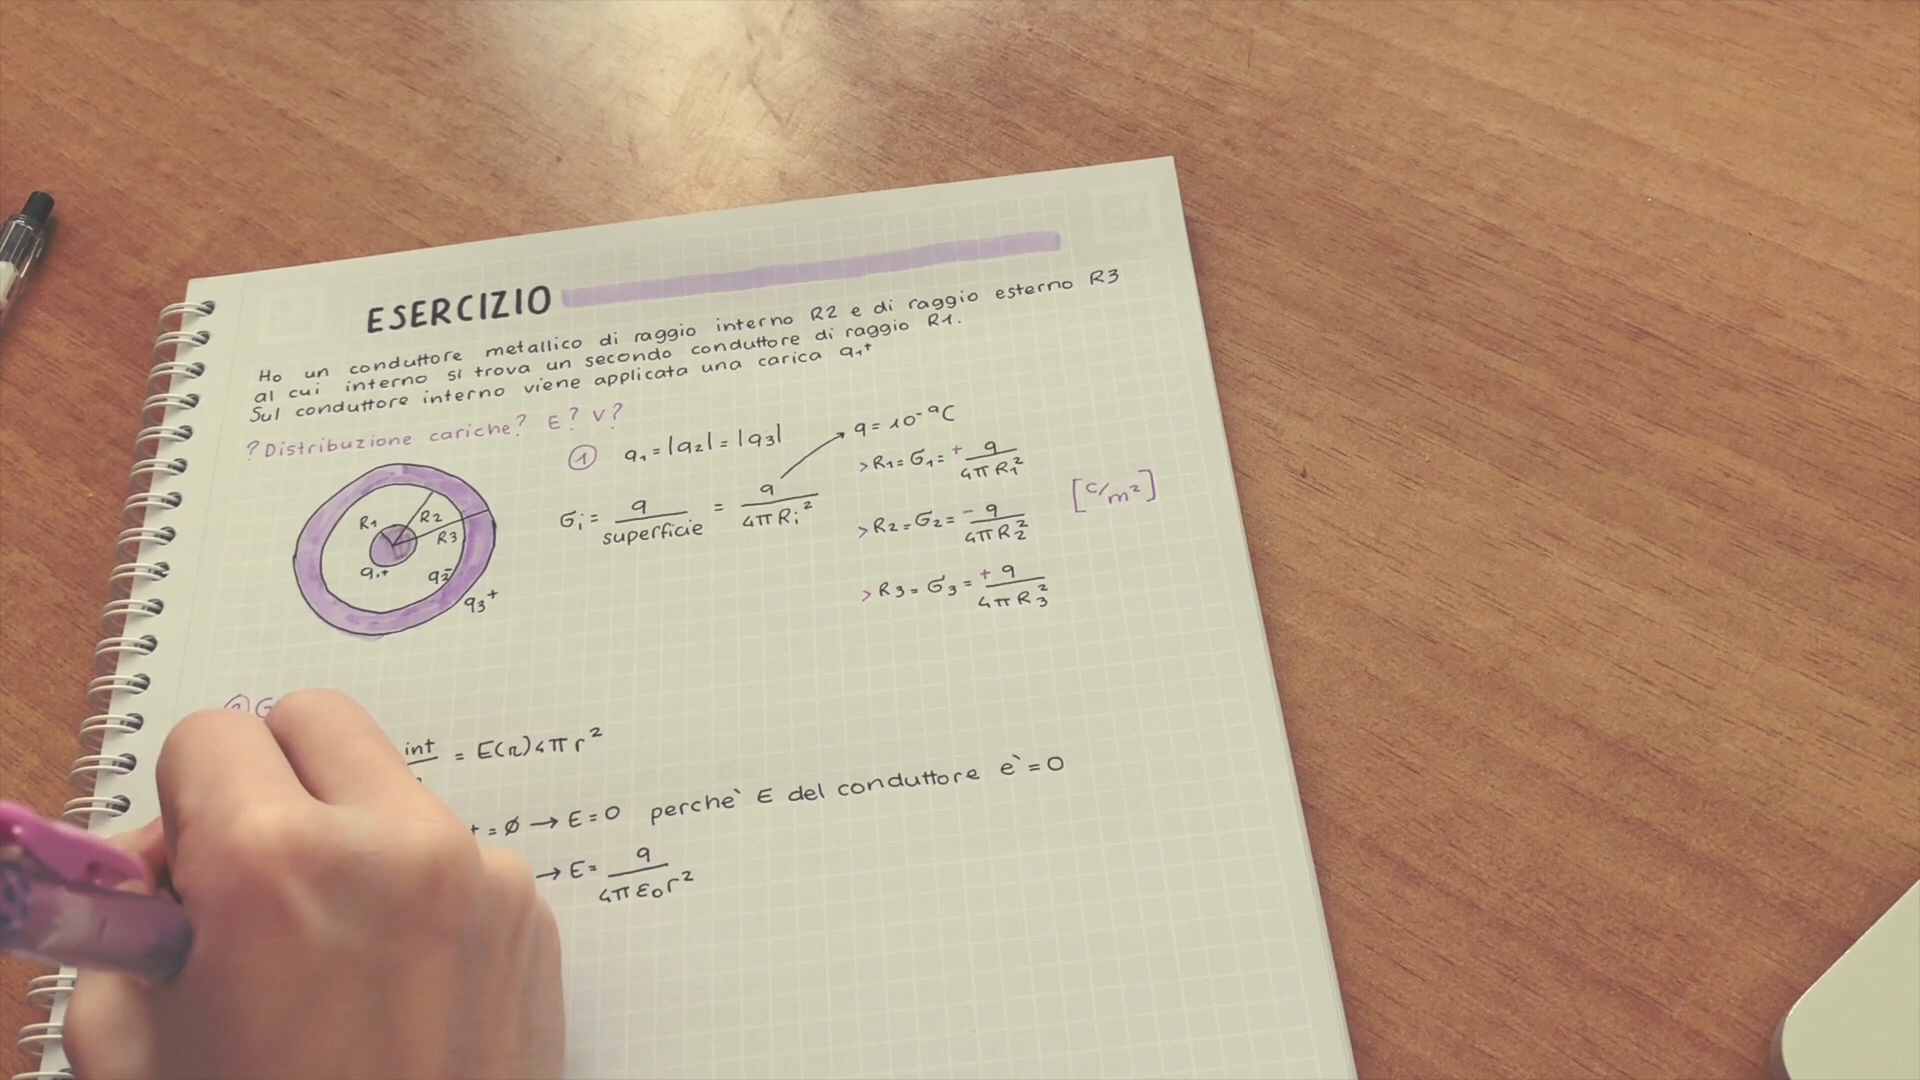 ESERCIZIO
Ho un conduttore metallico di raggio interno R2 e di raggio esterno R3
al cui interno si trova un secondo conduttore di raggio R1.
Sul conduttore interno viene applicata una carica q₁⁺
? Distribuzione cariche? E? V?
① q₁ = |q₂| = |q₃|
q = 10⁻⁹C
σᵢ = q / superficie = q / 4πRᵢ²
> R₁ = σ₁ = + q / 4πR₁²
> R₂ = σ₂ = - q / 4πR₂²
> R₃ = σ₃ = + q / 4πR₃²
[C/m²]
R₁
R₂
R₃
q₁⁺
q₂⁻
q₃⁺
② G
int = E(r)4πr²
= Ø → E = 0 perchè E del conduttore è = 0
→ E = q / 4πε₀r²